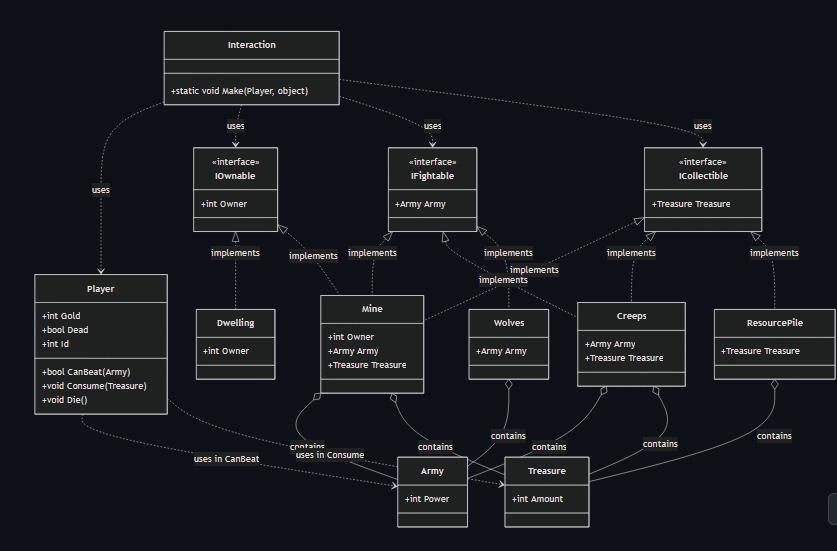 Interaction
+static void Make(Player, object)
uses
uses
uses
uses
«interface»
IOwnable
+int Owner
«interface»
IFightable
+Army Army
«interface»
ICollectible
+Treasure Treasure
implements
implements
implements
implements
implements
implements
implements
implements
Player
+int Gold
+bool Dead
+int Id
+bool CanBeat(Army)
+void Consume(Treasure)
+void Die()
Dwelling
+int Owner
Mine
+int Owner
+Army Army
+Treasure Treasure
Wolves
+Army Army
Creeps
+Army Army
+Treasure Treasure
ResourcePile
+Treasure Treasure
contains
contains
contains
contains
contains
contains
uses in CanBeat
uses in Consume
Army
+int Power
Treasure
+int Amount